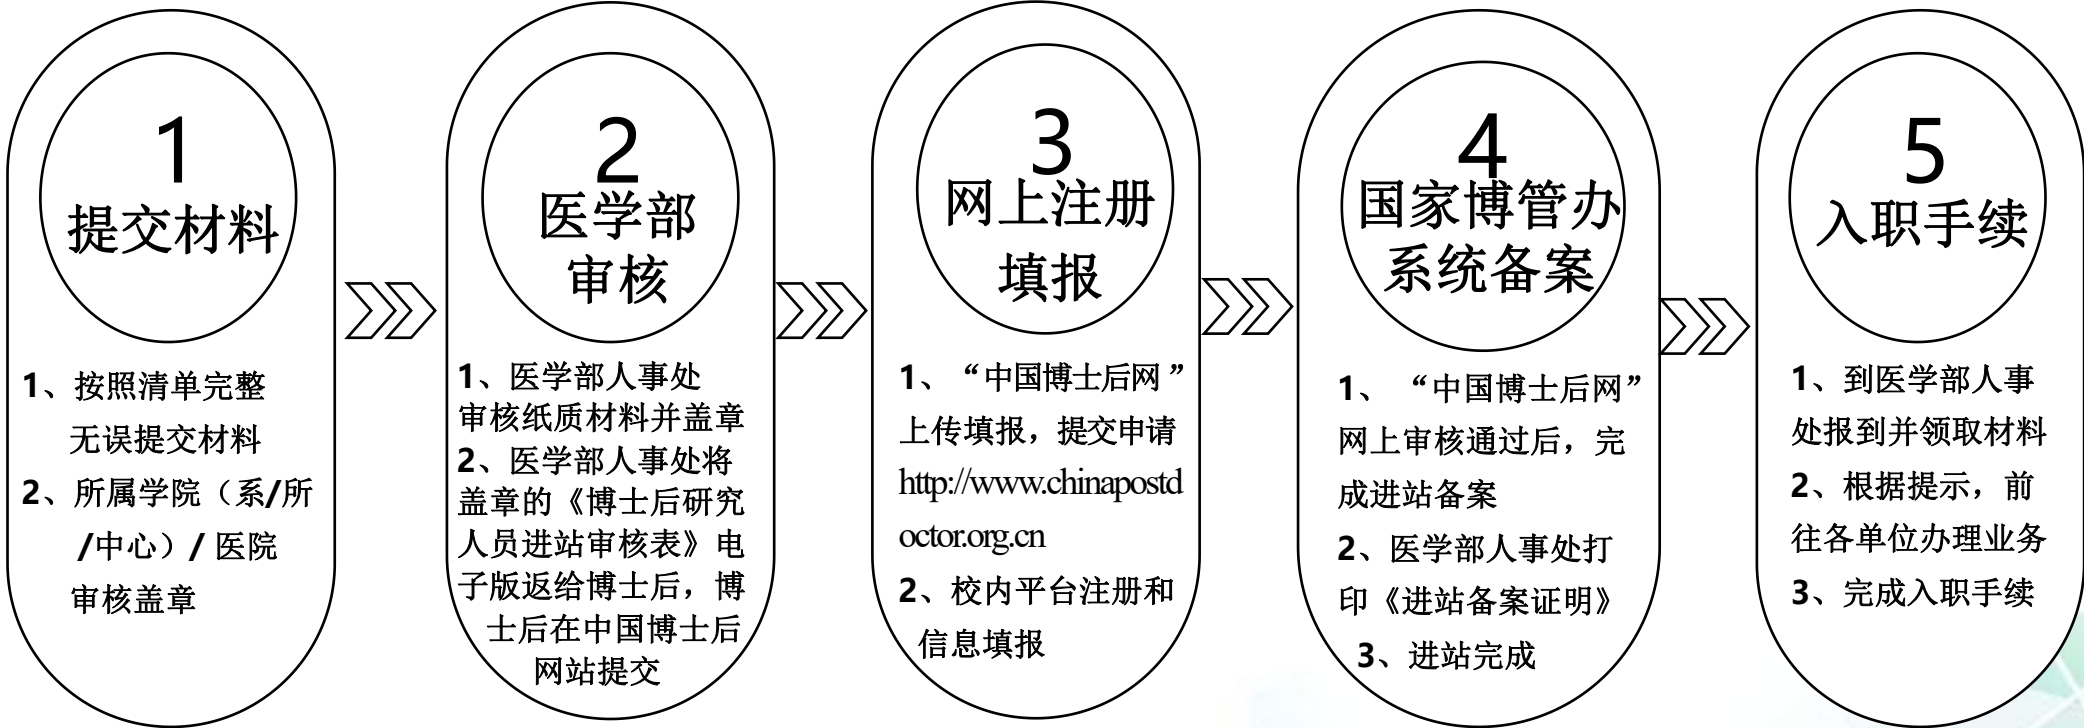 1
提交材料
1、按照清单完整
无误提交材料
2、所属学院（系/所
/中心）/ 医院
审核盖章
2
医学部
审核
1、医学部人事处
审核纸质材料并盖章
2、医学部人事处将
盖章的《博士后研究
人员进站审核表》电
子版返给博士后，博
士后在中国博士后
网站提交
3
网上注册
填报
1、“中国博士后网”
上传填报，提交申请
http://www.chinapostd
octor.org.cn
2、校内平台注册和
信息填报
4
国家博管办
系统备案
1、“中国博士后网”
网上审核通过后，完
成进站备案
2、医学部人事处打
印《进站备案证明》
3、进站完成
5
入职手续
1、到医学部人事
处报到并领取材料
2、根据提示，前
往各单位办理业务
3、完成入职手续